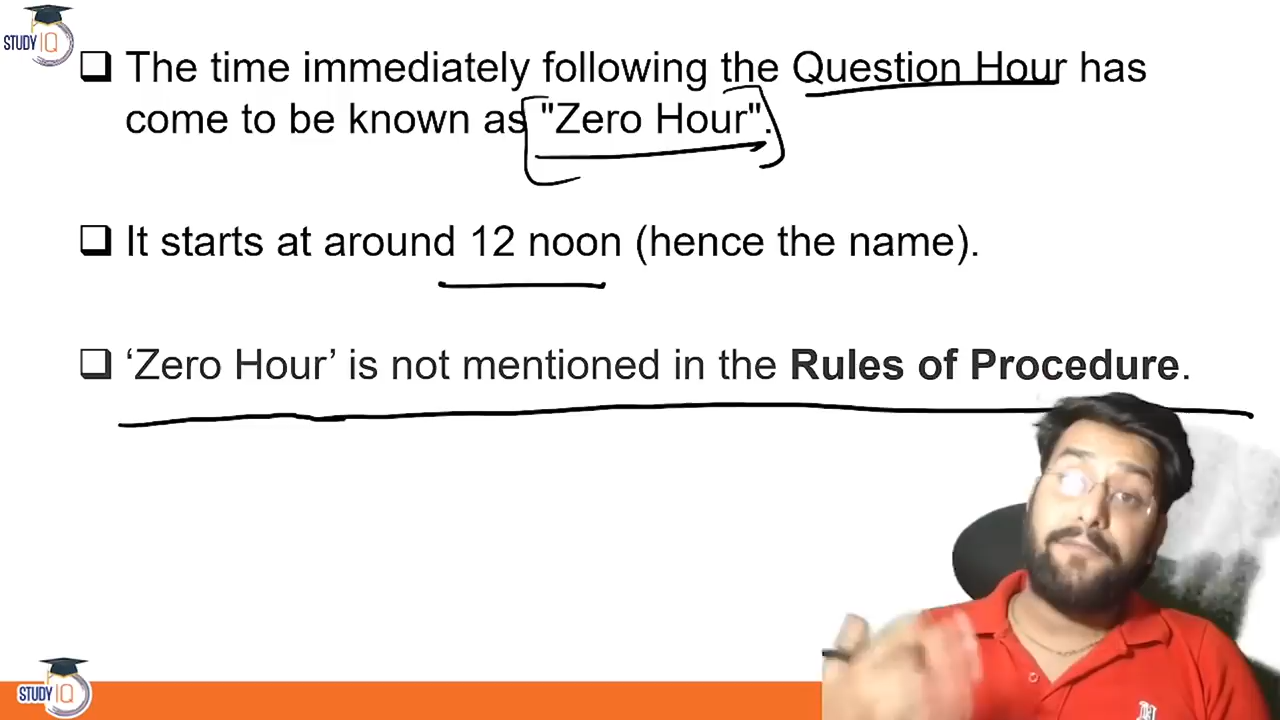 STUDY IQ
❑ The time immediately following the Question Hour has
come to be known as "Zero Hour".
❑ It starts at around 12 noon (hence the name).
❑ ‘Zero Hour’ is not mentioned in the Rules of Procedure.
STUDY IQ